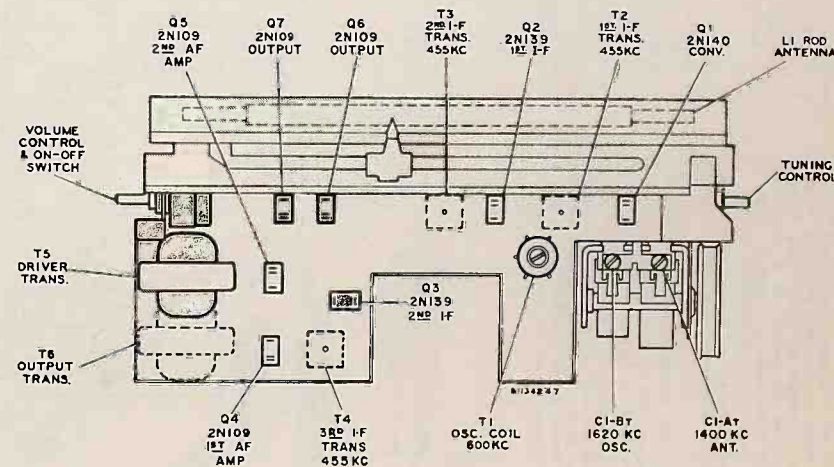 Q5
2N109
2ND AF
AMP
Q7
2N109
OUTPUT
Q6
2N109
OUTPUT
T3
2ND I-F
TRANS.
455KC
Q2
2N139
1ST I-F
T2
1ST I-F
TRANS.
455KC
Q1
2N140
CONV.
L1 ROD
ANTENNA
VOLUME
CONTROL
& ON-OFF
SWITCH
TUNING
CONTROL
T5
DRIVER
TRANS.
Q3
2N139
2ND I-F
T6
OUTPUT
TRANS.
Q4
2N109
1ST AF
AMP
T4
3RD I-F
TRANS
455KC
T1
OSC. COIL
600KC
C1-BT
1620 KC
OSC.
C1-AT
1400 KC
ANT.